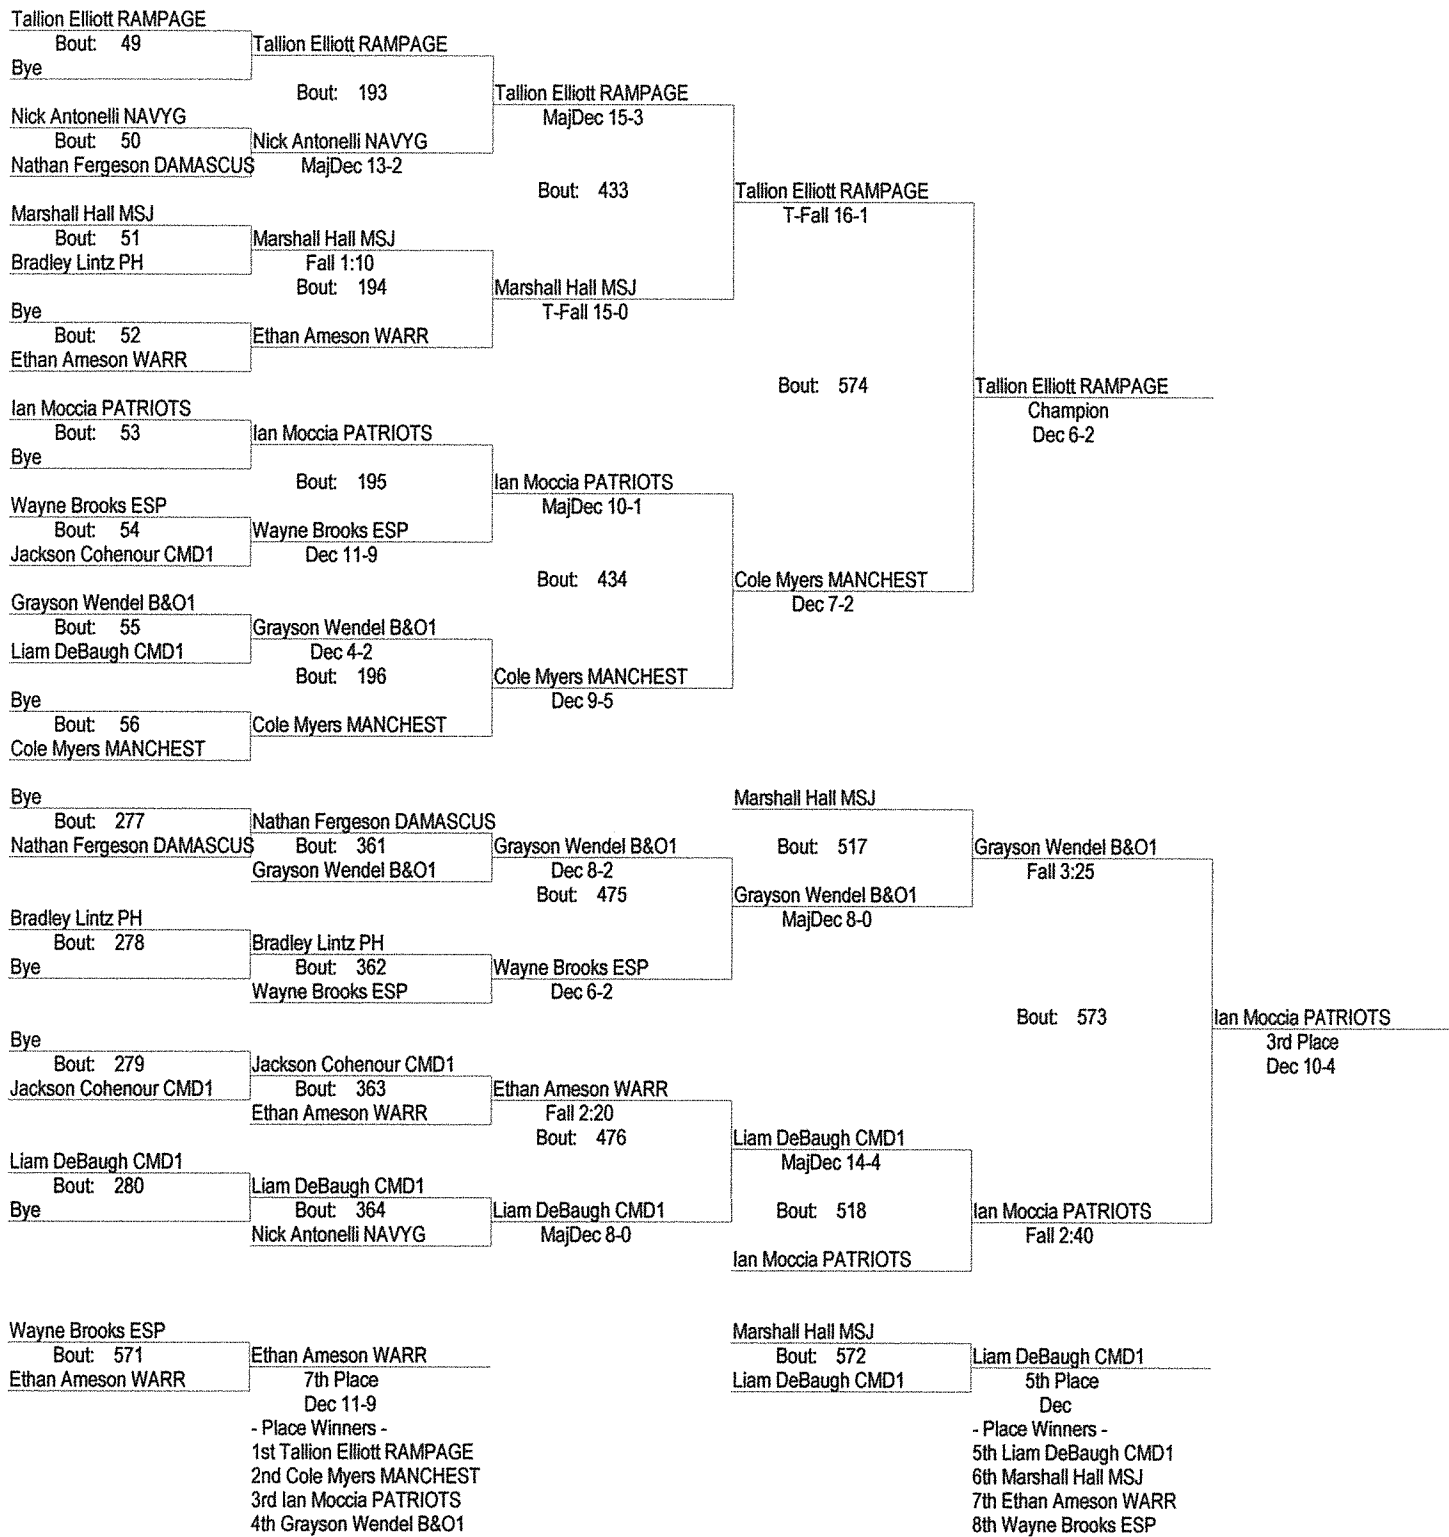 Tallion Elliott RAMPAGE
Bout: 49
Bye
Tallion Elliott RAMPAGE
Bout: 193
Nick Antonelli NAVYG
Bout: 50
Nathan Fergeson DAMASCUS
Nick Antonelli NAVYG
MajDec 13-2
Tallion Elliott RAMPAGE
MajDec 15-3
Bout: 433
Marshall Hall MSJ
Bout: 51
Bradley Lintz PH
Marshall Hall MSJ
Fall 1:10
Bout: 194
Bye
Bout: 52
Ethan Ameson WARR
Ethan Ameson WARR
Marshall Hall MSJ
T-Fall 15-0
Tallion Elliott RAMPAGE
T-Fall 16-1
Bout: 574
Ian Moccia PATRIOTS
Bout: 53
Bye
Ian Moccia PATRIOTS
Bout: 195
Wayne Brooks ESP
Bout: 54
Jackson Cohenour CMD1
Wayne Brooks ESP
Dec 11-9
Ian Moccia PATRIOTS
MajDec 10-1
Bout: 434
Grayson Wendel B&O1
Bout: 55
Liam DeBaugh CMD1
Grayson Wendel B&O1
Dec 4-2
Bout: 196
Bye
Bout: 56
Cole Myers MANCHEST
Cole Myers MANCHEST
Cole Myers MANCHEST
Dec 9-5
Cole Myers MANCHEST
Dec 7-2
Tallion Elliott RAMPAGE
Champion
Dec 6-2
Bye
Bout: 277
Nathan Fergeson DAMASCUS
Nathan Fergeson DAMASCUS
Bout: 361
Grayson Wendel B&O1
Grayson Wendel B&O1
Dec 8-2
Bout: 475
Bradley Lintz PH
Bout: 278
Bye
Bradley Lintz PH
Bout: 362
Wayne Brooks ESP
Wayne Brooks ESP
Dec 6-2
Marshall Hall MSJ
Bout: 517
Grayson Wendel B&O1
MajDec 8-0
Grayson Wendel B&O1
Fall 3:25
Bout: 573
Bye
Bout: 279
Jackson Cohenour CMD1
Jackson Cohenour CMD1
Bout: 363
Ethan Ameson WARR
Ethan Ameson WARR
Fall 2:20
Bout: 476
Liam DeBaugh CMD1
Bout: 280
Bye
Liam DeBaugh CMD1
Bout: 364
Nick Antonelli NAVYG
Liam DeBaugh CMD1
MajDec 8-0
Liam DeBaugh CMD1
MajDec 14-4
Bout: 518
Ian Moccia PATRIOTS
Ian Moccia PATRIOTS
Fall 2:40
Ian Moccia PATRIOTS
3rd Place
Dec 10-4
Wayne Brooks ESP
Bout: 571
Ethan Ameson WARR
Ethan Ameson WARR
7th Place
Dec 11-9
- Place Winners -
1st Tallion Elliott RAMPAGE
2nd Cole Myers MANCHEST
3rd Ian Moccia PATRIOTS
4th Grayson Wendel B&O1
Marshall Hall MSJ
Bout: 572
Liam DeBaugh CMD1
Liam DeBaugh CMD1
5th Place
Dec
- Place Winners -
5th Liam DeBaugh CMD1
6th Marshall Hall MSJ
7th Ethan Ameson WARR
8th Wayne Brooks ESP